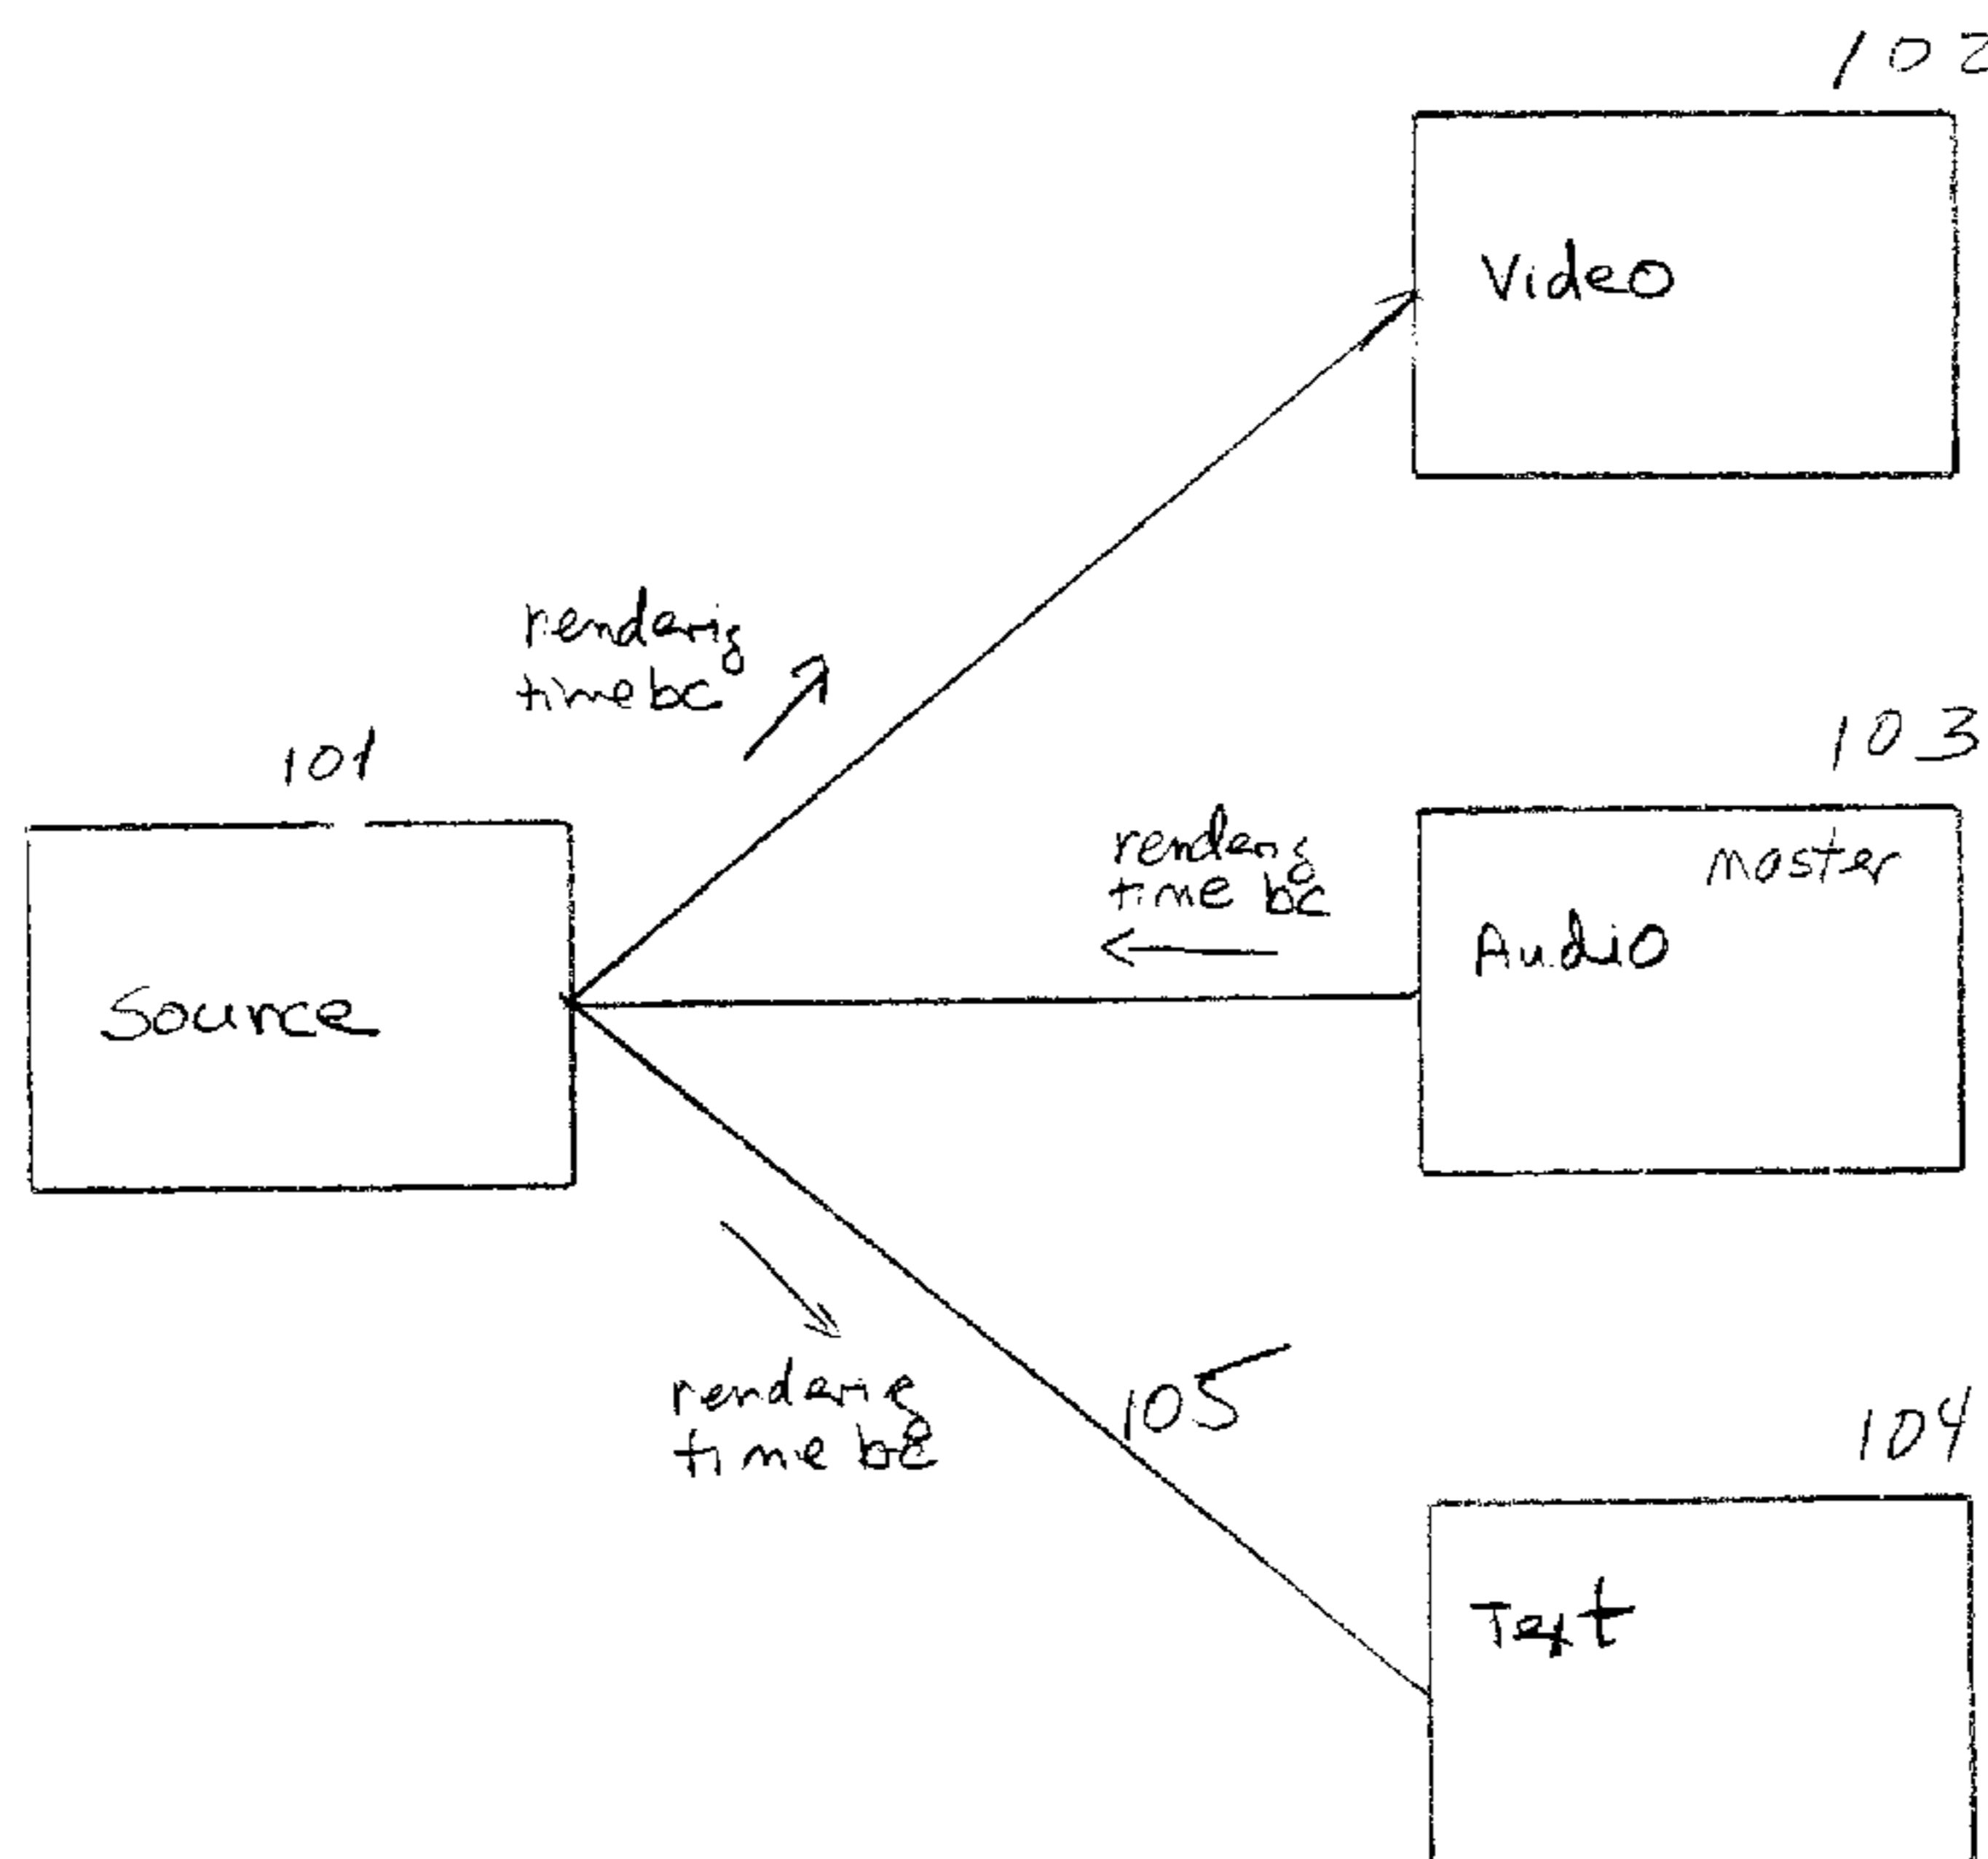 102
Video
rendering
time bc
101
103
rendering
time bc
master
Audio
Source
rendering
time bc
105
104
Text